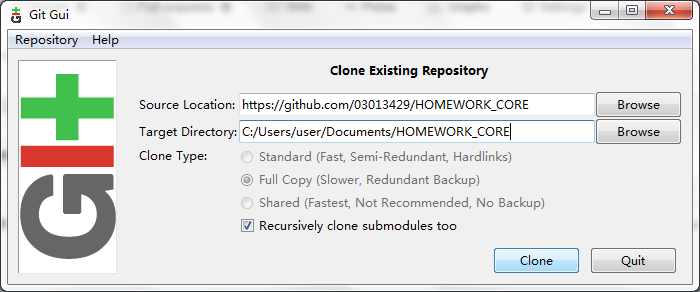 Git Gui
Repository Help
Clone Existing Repository
Source Location: https://github.com/03013429/HOMEWORK_CORE Browse
Target Directory: C:/Users/user/Documents/HOMEWORK_CORE Browse
Clone Type: Standard (Fast, Semi-Redundant, Hardlinks)
Full Copy (Slower, Redundant Backup)
Shared (Fastest, Not Recommended, No Backup)
Recursively clone submodules too
Clone Quit